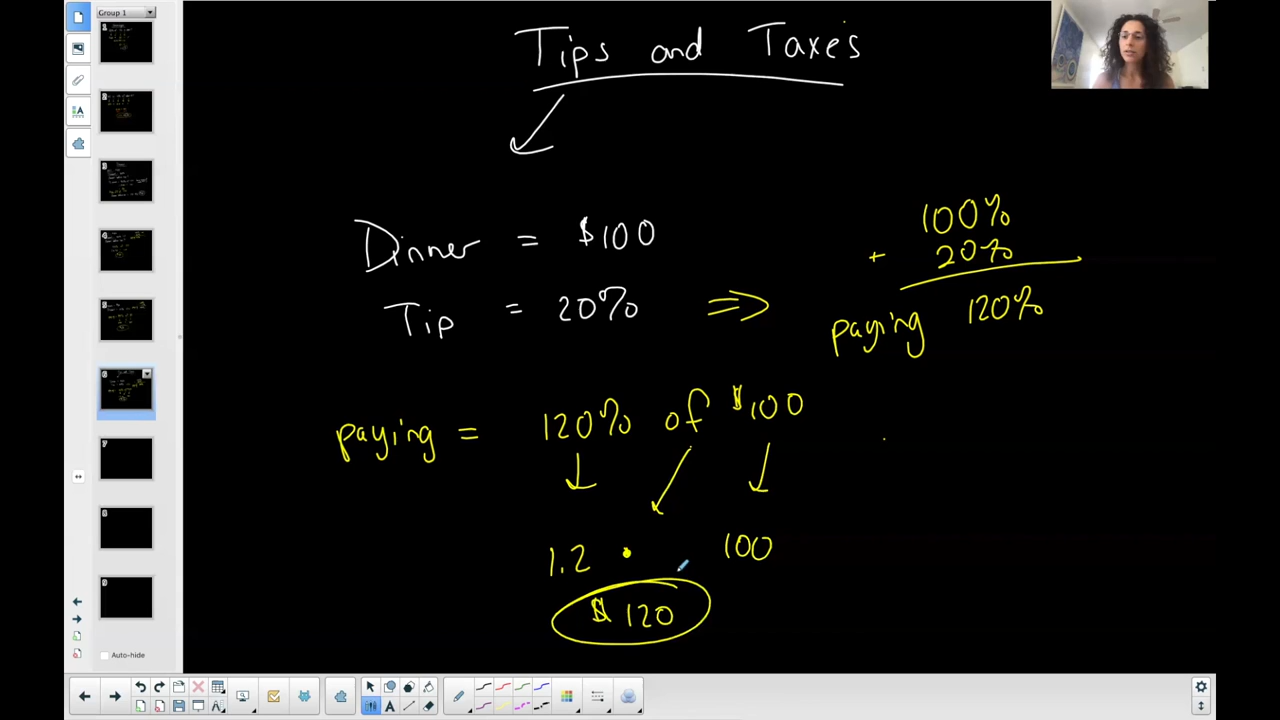 Group 1
Tips and Taxes
Dinner = $100
Tip = 20% ⇒
100%
+ 20%
paying 120%
paying = 120% of $100
1.2 • 100
$120
Auto-hide